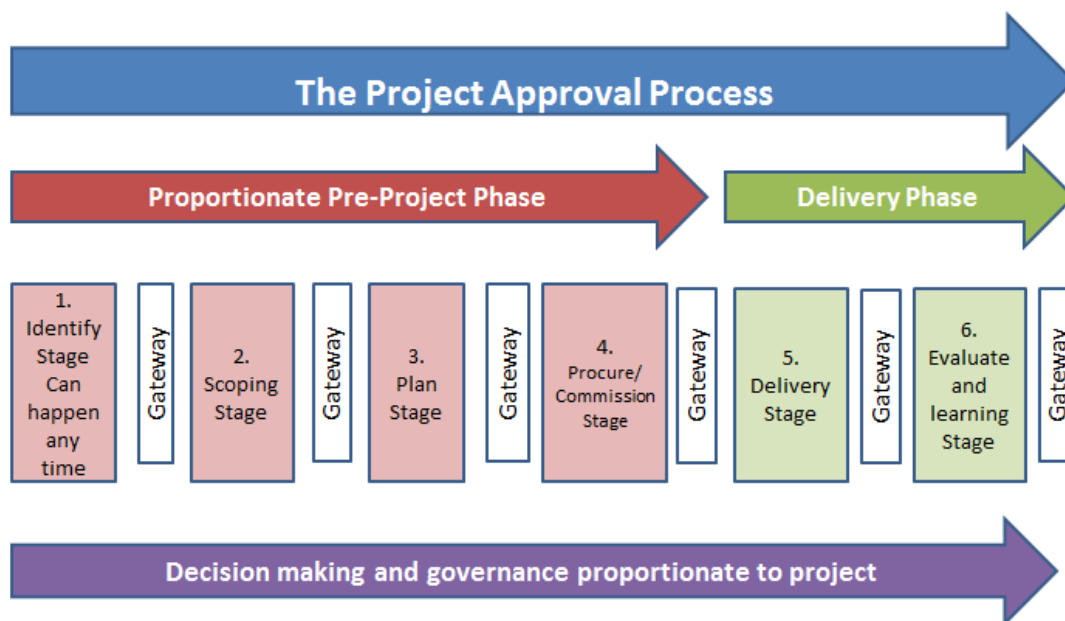 The Project Approval Process
Proportionate Pre-Project Phase
Delivery Phase
1.
Identify
Stage
Can
happen
any
time
Gateway
2.
Scoping
Stage
Gateway
3.
Plan
Stage
Gateway
4.
Procure/
Commission
Stage
Gateway
5.
Delivery
Stage
Gateway
6.
Evaluate
and
learning
Stage
Gateway
Decision making and governance proportionate to project